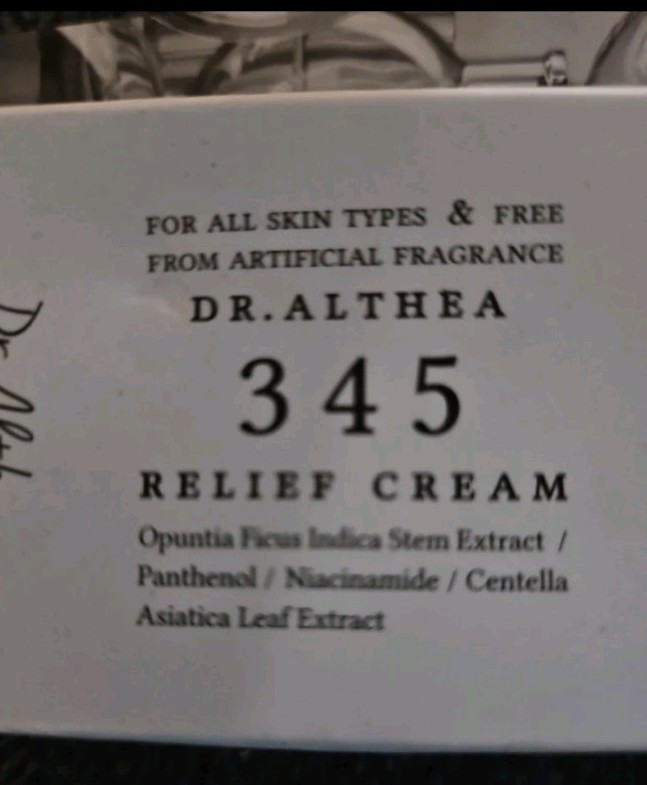 FOR ALL SKIN TYPES & FREE
FROM ARTIFICIAL FRAGRANCE
DR.ALTHEA
345
RELIEF CREAM
Opuntia Ficus Indica Stem Extract /
Panthenol / Niacinamide / Centella
Asiatica Leaf Extract
Dr.